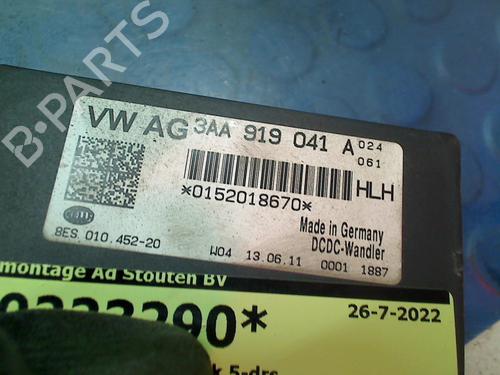 B-PARTS
VW AG 3AA 919 041 A 024
061
HLH
*0152018670*
Made in Germany
DCDC-Wandler
8ES. 010.452-20
W04 13.06.11 0001 1887
montage Ad Stouten BV
290*
26-7-2022
5-drs